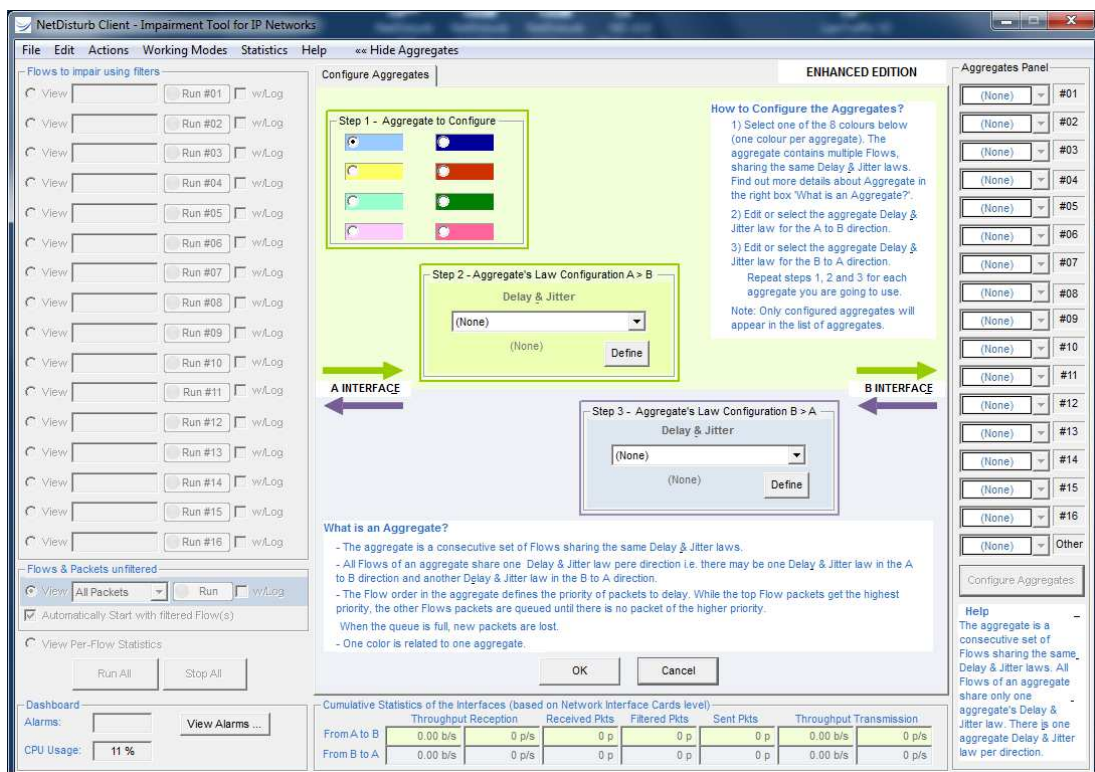 NetDisturb Client - Impairment Tool for IP Networks
File Edit Actions Working Modes Statistics Help «« Hide Aggregates
Flows to impair using filters
View Run #01 w/Log
View Run #02 w/Log
View Run #03 w/Log
View Run #04 w/Log
View Run #05 w/Log
View Run #06 w/Log
View Run #07 w/Log
View Run #08 w/Log
View Run #09 w/Log
View Run #10 w/Log
View Run #11 w/Log
View Run #12 w/Log
View Run #13 w/Log
View Run #14 w/Log
View Run #15 w/Log
View Run #16 w/Log
Flows & Packets unfiltered
View All Packets Run w/Log
Automatically Start with filtered Flow(s)
View Per-Flow Statistics
Run All Stop All
Dashboard
Alarms: View Alarms ...
CPU Usage: 11 %
Configure Aggregates
ENHANCED EDITION
Step 1 - Aggregate to Configure
How to Configure the Aggregates?
1) Select one of the 8 colours below
(one colour per aggregate). The
aggregate contains multiple Flows,
sharing the same Delay & Jitter laws.
Find out more details about Aggregate in
the right box 'What is an Aggregate?'.
2) Edit or select the aggregate Delay &
Jitter law for the A to B direction.
3) Edit or select the aggregate Delay &
Jitter law for the B to A direction.
Repeat steps 1, 2 and 3 for each
aggregate you are going to use.
Note: Only configured aggregates will
appear in the list of aggregates.
Step 2 - Aggregate's Law Configuration A > B
Delay & Jitter
(None)
(None) Define
A INTERFACE
B INTERFACE
Step 3 - Aggregate's Law Configuration B > A
Delay & Jitter
(None)
(None) Define
What is an Aggregate?
- The aggregate is a consecutive set of Flows sharing the same Delay & Jitter laws.
- All Flows of an aggregate share one Delay & Jitter law pere direction i.e. there may be one Delay & Jitter law in the A
to B direction and another Delay & Jitter law in the B to A direction.
- The Flow order in the aggregate defines the priority of packets to delay. While the top Flow packets get the highest
priority, the other Flows packets are queued until there is no packet of the higher priority.
When the queue is full, new packets are lost.
- One color is related to one aggregate.
OK Cancel
Cumulative Statistics of the Interfaces (based on Network Interface Cards level)
Throughput Reception Received Pkts Filtered Pkts Sent Pkts Throughput Transmission
From A to B 0.00 b/s 0 p/s 0 p 0 p 0 p 0.00 b/s 0 p/s
From B to A 0.00 b/s 0 p/s 0 p 0 p 0 p 0.00 b/s 0 p/s
Aggregates Panel
(None) #01
(None) #02
(None) #03
(None) #04
(None) #05
(None) #06
(None) #07
(None) #08
(None) #09
(None) #10
(None) #11
(None) #12
(None) #13
(None) #14
(None) #15
(None) #16
(None) Other
Configure Aggregates
Help
The aggregate is a
consecutive set of
Flows sharing the same
Delay & Jitter laws. All
Flows of an aggregate
share only one
aggregate's Delay &
Jitter law. There is one
aggregate Delay & Jitter
law per direction.